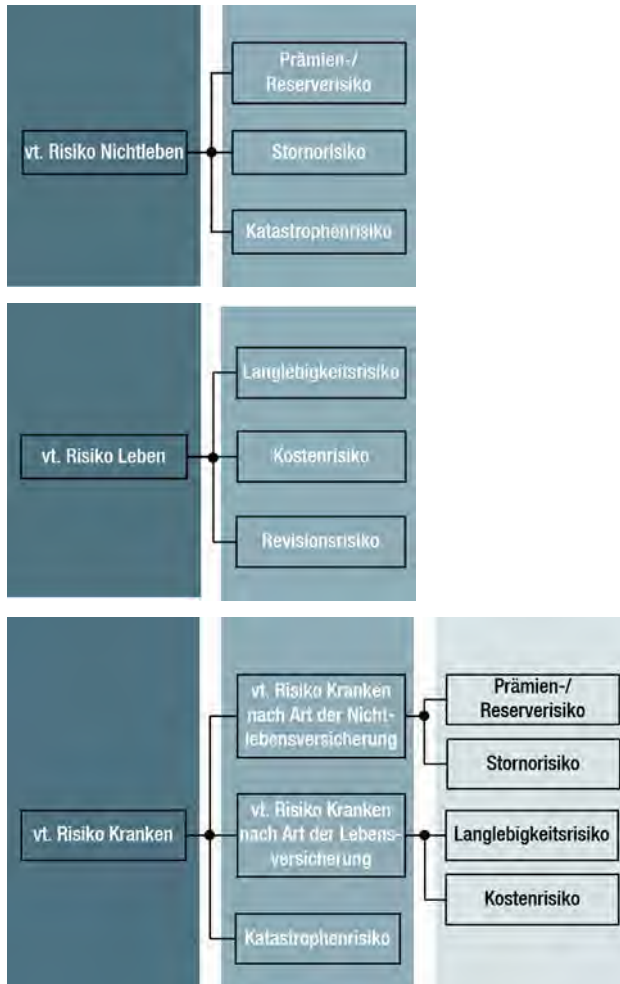 Prämien-/
Reserverisiko
vt. Risiko Nichtleben
Stornorisiko
Katastrophenrisiko
Langlebigkeitsrisiko
vt. Risiko Leben
Kostenrisiko
Revisionsrisiko
vt. Risiko Kranken
nach Art der Nicht-
lebensversicherung
Prämien-/
Reserverisiko
Stornorisiko
vt. Risiko Kranken
vt. Risiko Kranken
nach Art der Lebens-
versicherung
Langlebigkeitsrisiko
Kostenrisiko
Katastrophenrisiko